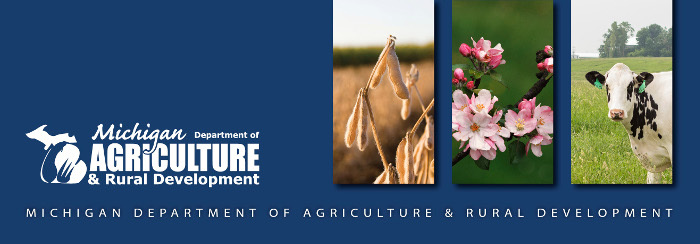 Michigan Department of
AGRICULTURE
& Rural Development
MICHIGAN DEPARTMENT OF AGRICULTURE & RURAL DEVELOPMENT